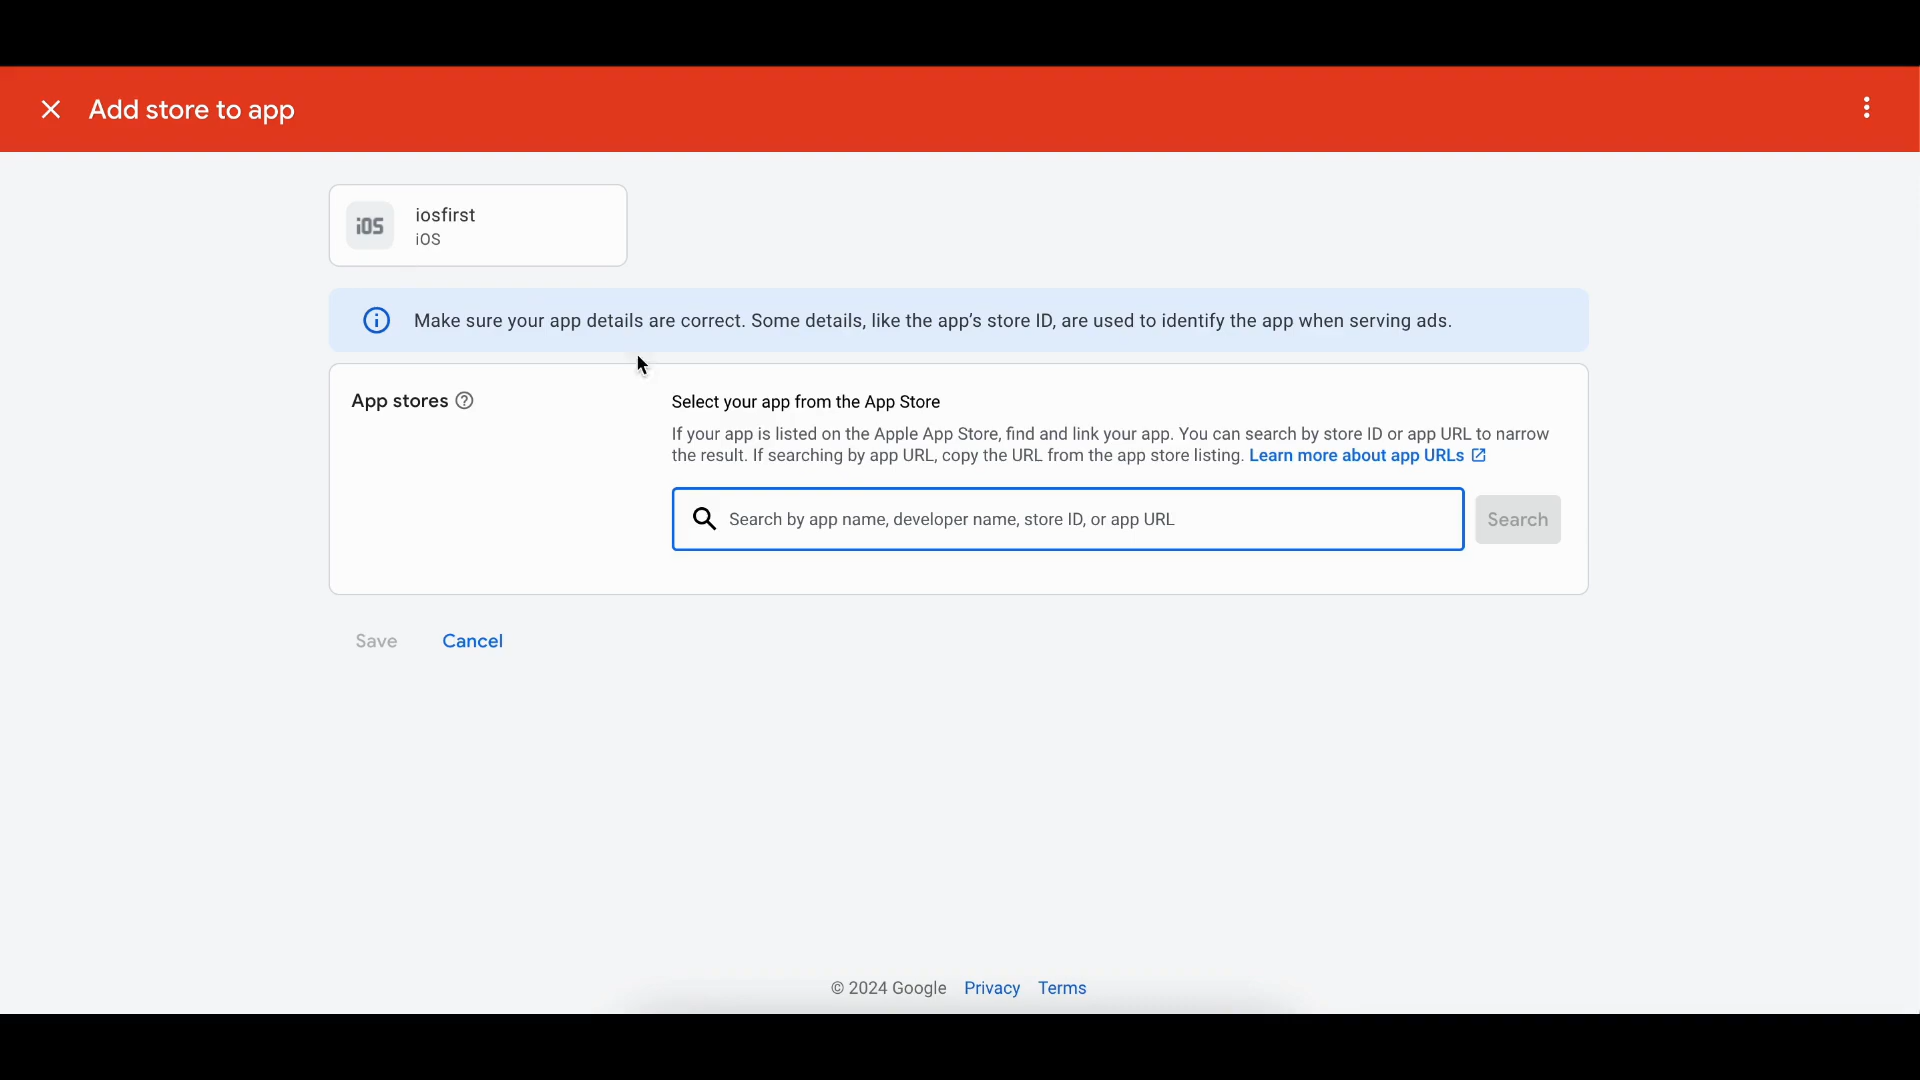 Add store to app
iOS
iosfirst
iOS
Make sure your app details are correct. Some details, like the app's store ID, are used to identify the app when serving ads.
App stores
Select your app from the App Store
If your app is listed on the Apple App Store, find and link your app. You can search by store ID or app URL to narrow
the result. If searching by app URL, copy the URL from the app store listing. Learn more about app URLs
Search by app name, developer name, store ID, or app URL
Search
Save Cancel
© 2024 Google Privacy Terms